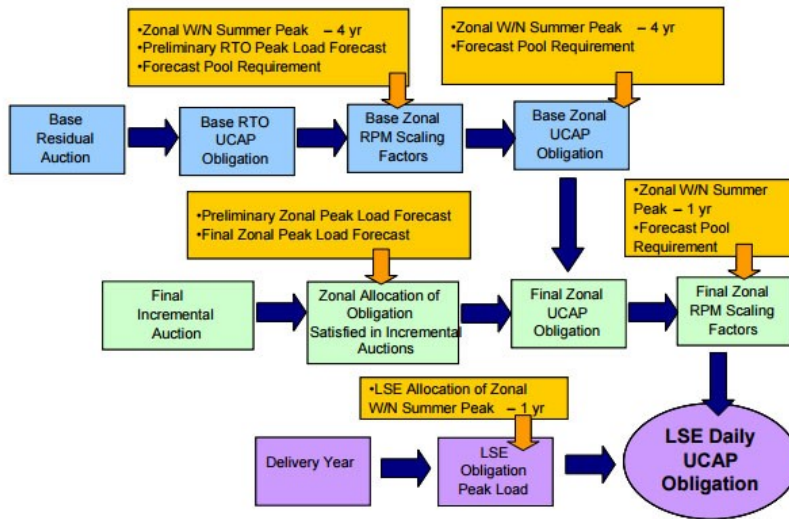 •Zonal W/N Summer Peak – 4 yr
•Preliminary RTO Peak Load Forecast
•Forecast Pool Requirement
•Zonal W/N Summer Peak – 4 yr
•Forecast Pool Requirement
Base
Residual
Auction
Base RTO
UCAP
Obligation
Base Zonal
RPM Scaling
Factors
Base Zonal
UCAP
Obligation
•Preliminary Zonal Peak Load Forecast
•Final Zonal Peak Load Forecast
•Zonal W/N Summer
Peak – 1 yr
•Forecast Pool
Requirement
Final
Incremental
Auction
Zonal Allocation of
Obligation
Satisfied in Incremental
Auctions
Final Zonal
UCAP
Obligation
Final Zonal
RPM Scaling
Factors
•LSE Allocation of Zonal
W/N Summer Peak – 1 yr
Delivery Year
LSE
Obligation
Peak Load
LSE Daily
UCAP
Obligation